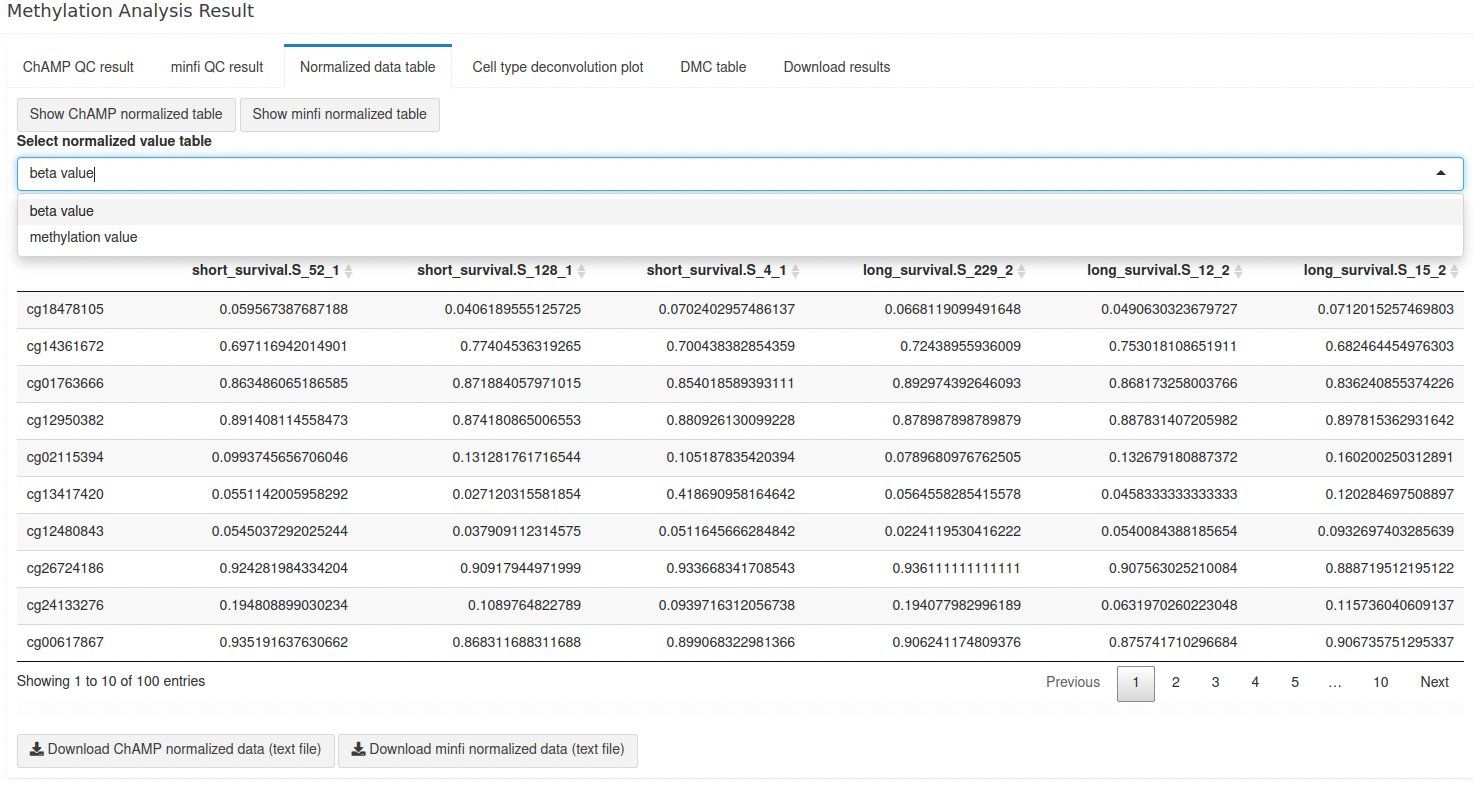 Methylation Analysis Result
ChAMP QC result minfi QC result Normalized data table Cell type deconvolution plot DMC table Download results
Show ChAMP normalized table Show minfi normalized table
Select normalized value table
beta value
beta value
methylation value
short_survival.S_52_1 short_survival.S_128_1 short_survival.S_4_1 long_survival.S_229_2 long_survival.S_12_2 long_survival.S_15_2
cg18478105 0.059567387687188 0.0406189555125725 0.0702402957486137 0.0668119099491648 0.0490630323679727 0.0712015257469803
cg14361672 0.697116942014901 0.77404536319265 0.700438382854359 0.72438955936009 0.753018108651911 0.682464454976303
cg01763666 0.863486065186585 0.871884057971015 0.854018589393111 0.892974392646093 0.868173258003766 0.836240855374226
cg12950382 0.891408114558473 0.874180865006553 0.880926130099228 0.878987898789879 0.887831407205982 0.897815362931642
cg02115394 0.0993745656706046 0.131281761716544 0.105187835420394 0.0789680976762505 0.132679180887372 0.160200250312891
cg13417420 0.0551142005958292 0.027120315581854 0.418690958164642 0.0564558285415578 0.0458333333333333 0.120284697508897
cg12480843 0.0545037292025244 0.037909112314575 0.0511645666284842 0.0224119530416222 0.0540084388185654 0.0932697403285639
cg26724186 0.924281984334204 0.90917944971999 0.933668341708543 0.936111111111111 0.907563025210084 0.888719512195122
cg24133276 0.194808899030234 0.1089764822789 0.0939716312056738 0.194077982996189 0.0631970260223048 0.115736040609137
cg00617867 0.935191637630662 0.868311688311688 0.899068322981366 0.906241174809376 0.875741710296684 0.906735751295337
Showing 1 to 10 of 100 entries Previous 1 2 3 4 5 … 10 Next
Download ChAMP normalized data (text file) Download minfi normalized data (text file)